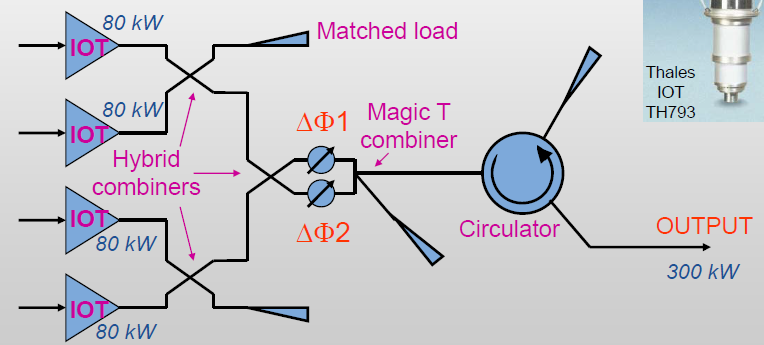 80 kW
IOT
Matched load
80 kW
IOT
Hybrid
combiners
ΔΦ1
Magic T
combiner
Thales
IOT
TH793
IOT
80 kW
ΔΦ2
Circulator
OUTPUT
300 kW
IOT
80 kW